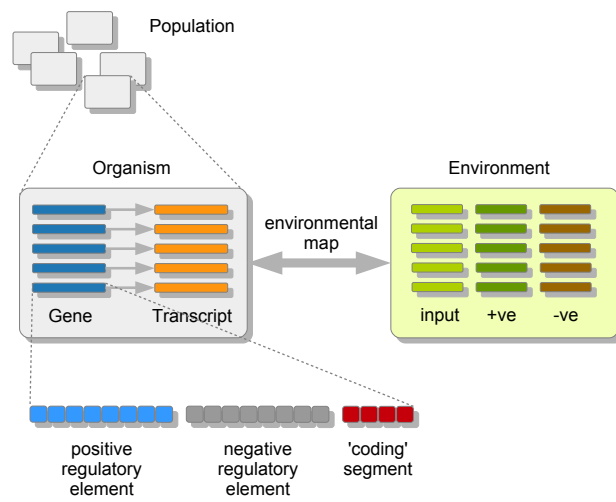 Population
Organism
Environment
environmental
map
Gene
Transcript
input
+ve
-ve
positive
regulatory
element
negative
regulatory
element
'coding'
segment